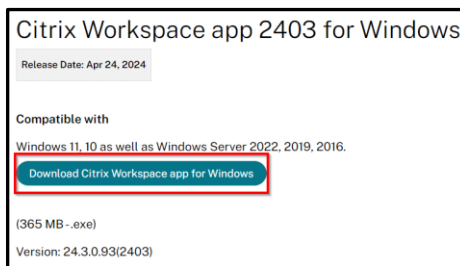 Citrix Workspace app 2403 for Windows
Release Date: Apr 24, 2024
Compatible with
Windows 11, 10 as well as Windows Server 2022, 2019, 2016.
Download Citrix Workspace app for Windows
(365 MB-.exe)
Version: 24.3.0.93(2403)